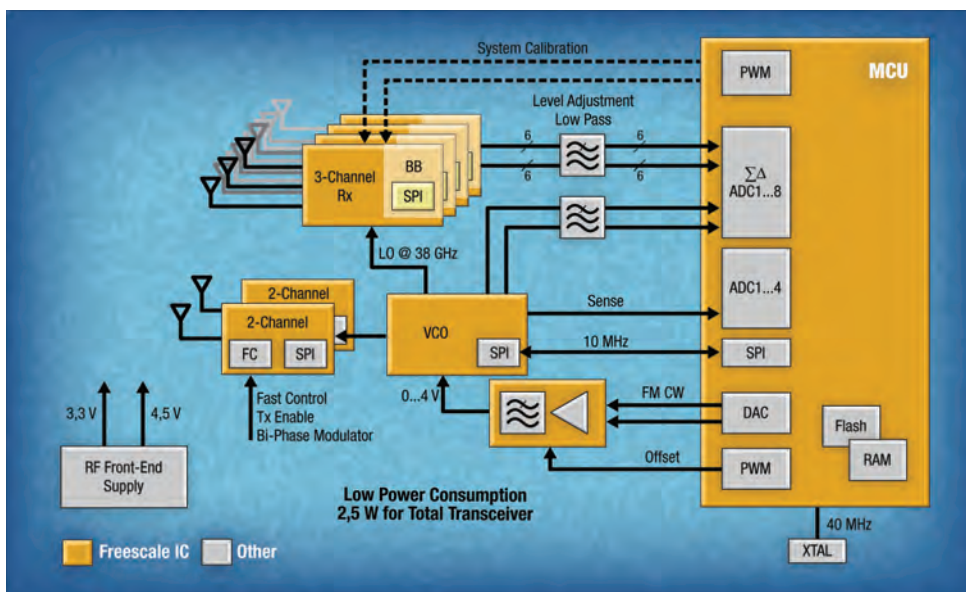 System Calibration
PWM
MCU
Level Adjustment
Low Pass
6
6
6
6
3-Channel
Rx
BB
SPI
ΣΔ
ADC1...8
LO @ 38 GHz
2-Channel
2-Channel
FC
SPI
VCO
SPI
Sense
ADC1...4
10 MHz
SPI
3,3 V
4,5 V
Fast Control
Tx Enable
Bi-Phase Modulator
0...4 V
FM CW
DAC
Flash
RAM
Offset
PWM
RF Front-End
Supply
Low Power Consumption
2,5 W for Total Transceiver
40 MHz
XTAL
Freescale IC
Other